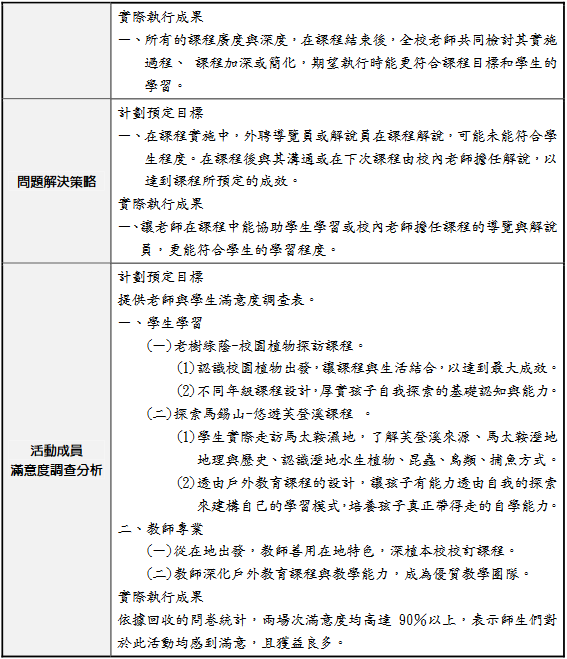 實際執行成果
一、所有的課程廣度與深度，在課程結束後，全校老師共同檢討其實施
過程、 課程加深或簡化，期望執行時能更符合課程目標和學生的
學習。
問題解決策略
計劃預定目標
一、在課程實施中，外聘導覽員或解說員在課程解說，可能未能符合學
生程度。在課程後與其溝通或在下次課程由校內老師擔任解說，以
達到課程所預定的成效。
實際執行成果
一、讓老師在課程中能協助學生學習或校內老師擔任課程的導覽與解說
員，更能符合學生的學習程度。
活動成員
滿意度調查分析
計劃預定目標
提供老師與學生滿意度調查表。
一、學生學習
(一)老樹綠蔭-校園植物探訪課程。
(1)認識校園植物出發，讓課程與生活結合，以達到最大成效。
(2)不同年級課程設計，厚實孩子自我探索的基礎認知與能力。
(二)探索馬錫山-悠遊芙登溪課程 。
(1)學生實際走訪馬太鞍濕地，了解芙登溪來源、馬太鞍溼地
地理與歷史、認識溼地水生植物、昆蟲、鳥類、捕魚方式。
(2)透由戶外教育課程的設計，讓孩子有能力透由自我的探索
來建構自己的學習模式，培養孩子真正帶得走的自學能力。
二、教師專業
(一)從在地出發，教師善用在地特色，深植本校校訂課程。
(二)教師深化戶外教育課程與教學能力，成為優質教學團隊。
實際執行成果
依據回收的問卷統計，兩場次滿意度均高達 90%以上，表示師生們對
於此活動均感到滿意，且獲益良多。